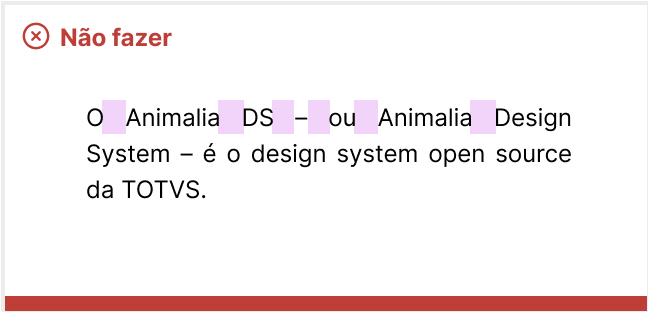 Não fazer
O Animalia DS – ou Animalia Design
System – é o design system open source
da TOTVS.